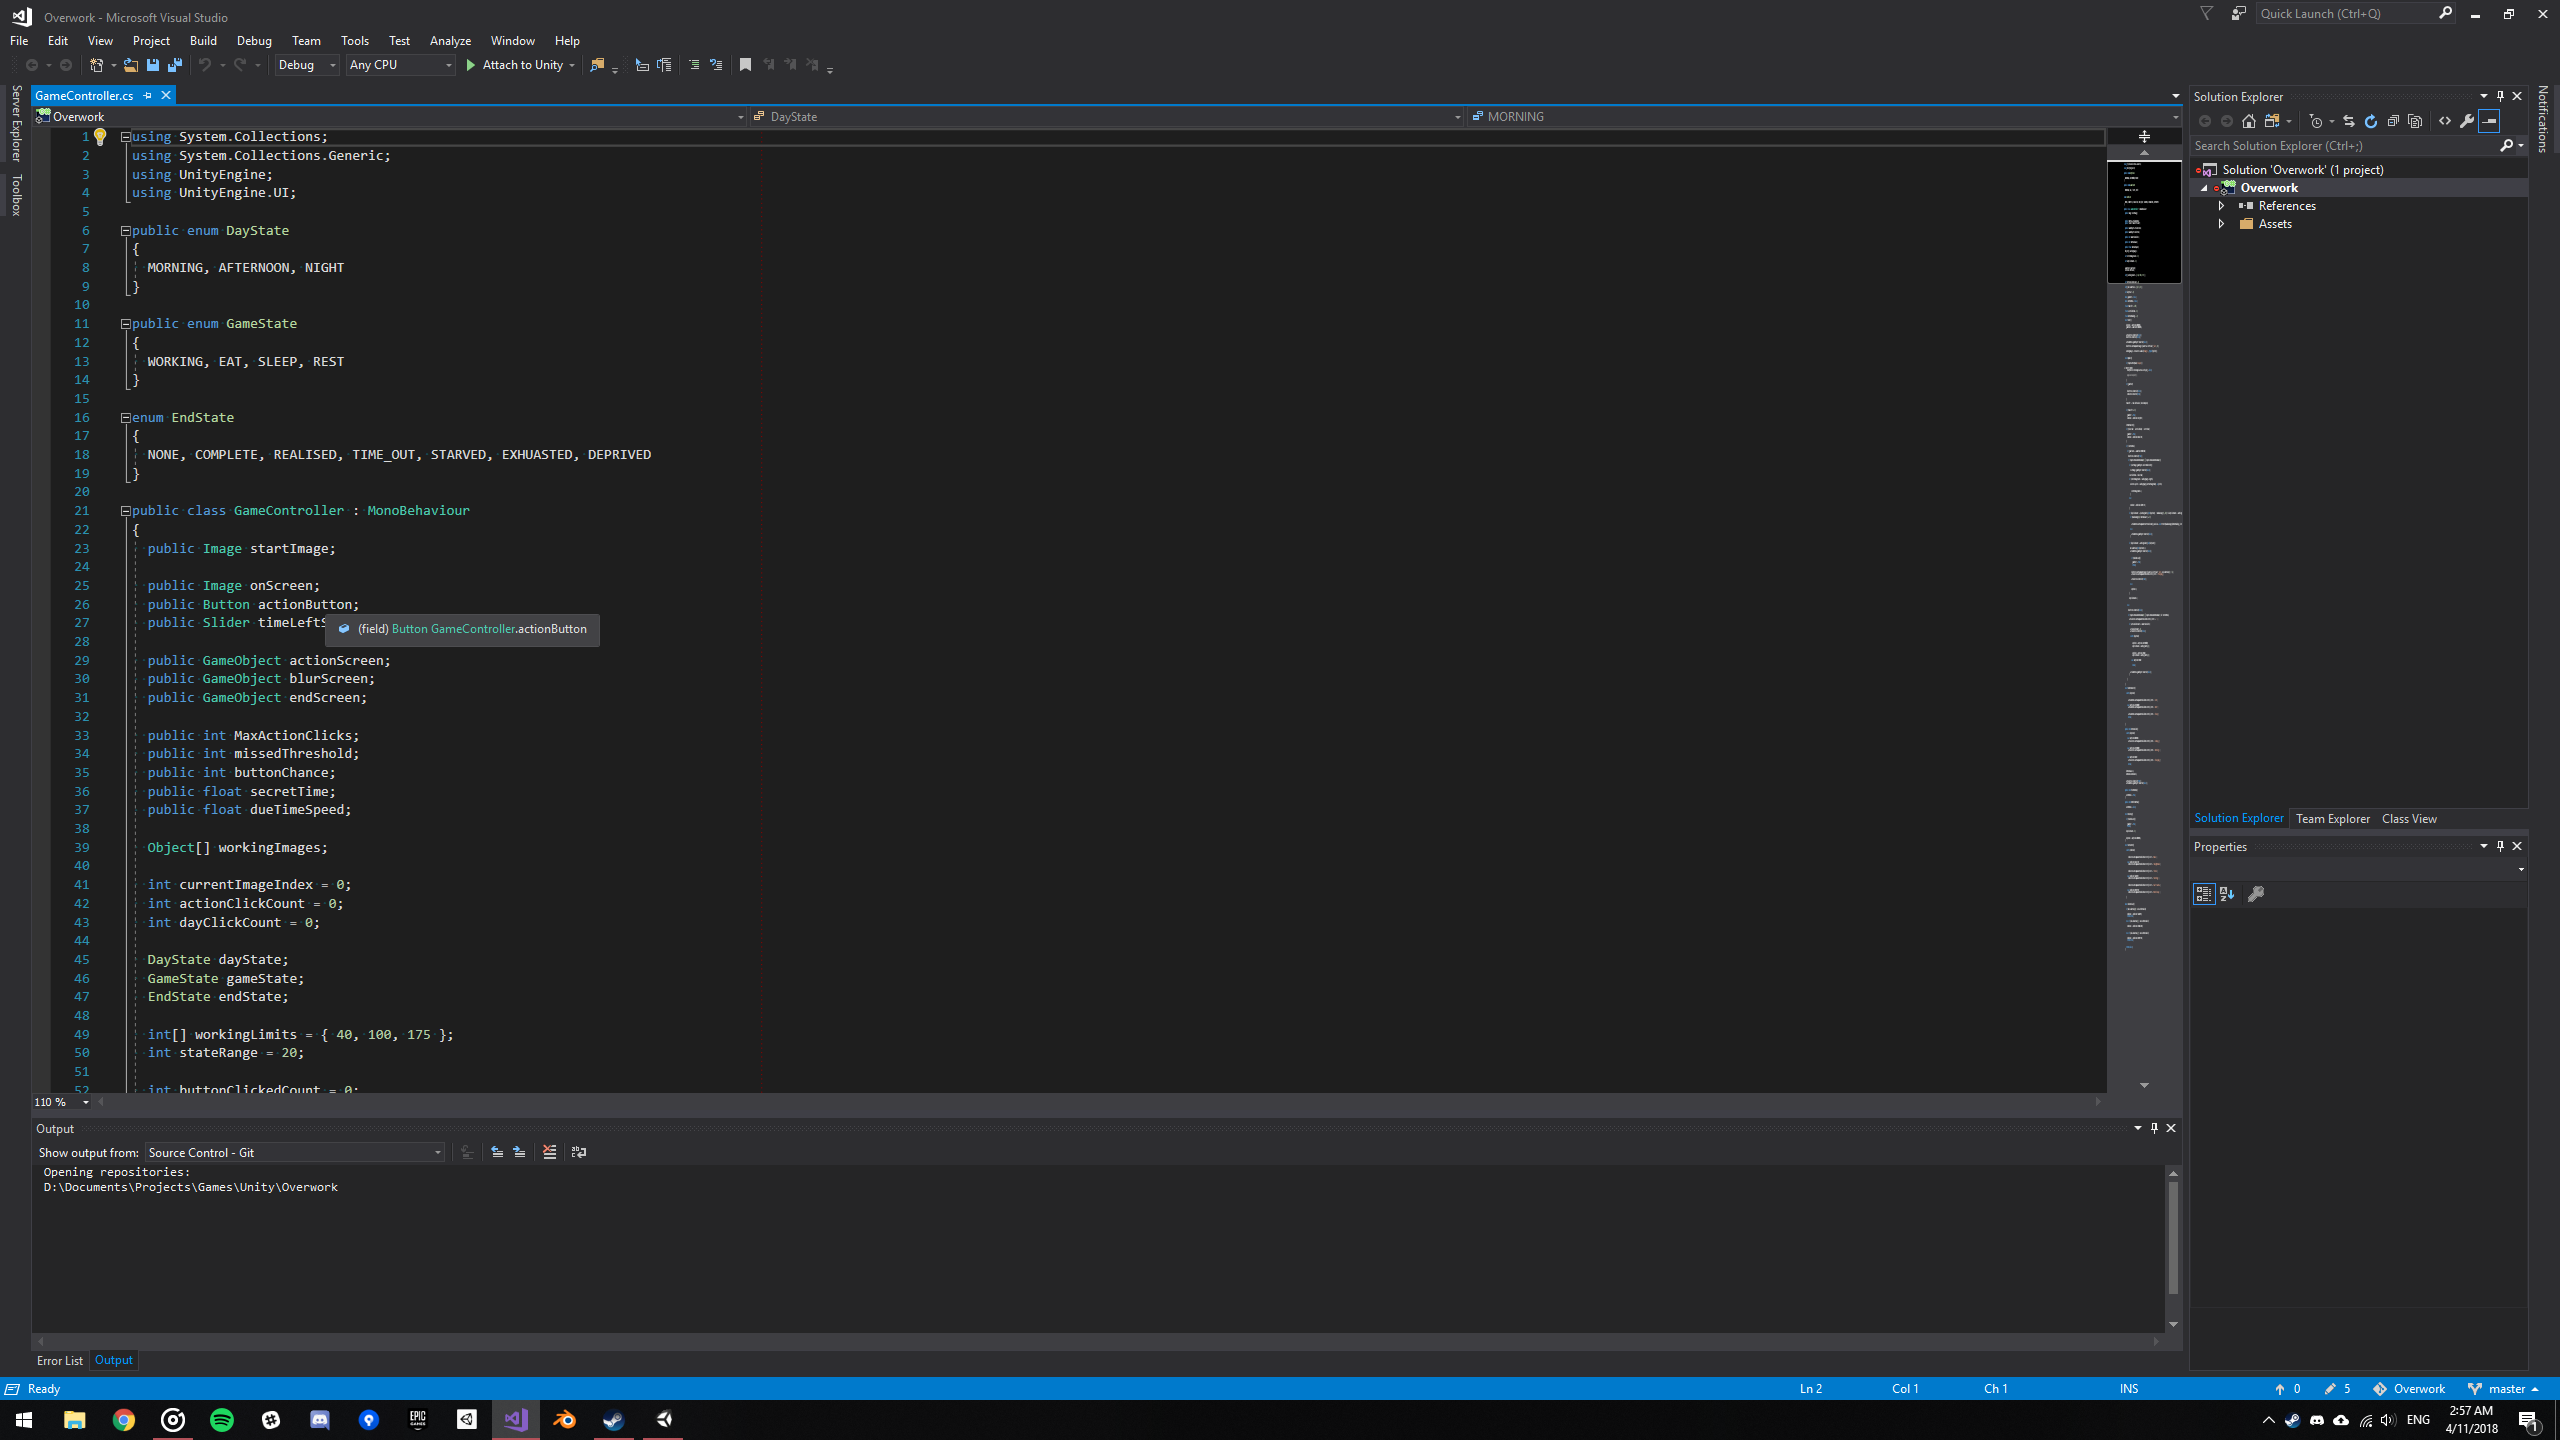 Overwork - Microsoft Visual Studio
Quick Launch (Ctrl+Q)
File Edit View Project Build Debug Team Tools Test Analyze Window Help
Debug Any CPU Attach to Unity
Server Explorer
Toolbox
Notifications
GameController.cs
Overwork DayState MORNING
1 using System.Collections;
2 using System.Collections.Generic;
3 using UnityEngine;
4 using UnityEngine.UI;
5
6 public enum DayState
7 {
8 MORNING, AFTERNOON, NIGHT
9 }
10
11 public enum GameState
12 {
13 WORKING, EAT, SLEEP, REST
14 }
15
16 enum EndState
17 {
18 NONE, COMPLETE, REALISED, TIME_OUT, STARVED, EXHUASTED, DEPRIVED
19 }
20
21 public class GameController : MonoBehaviour
22 {
23 public Image startImage;
24
25 public Image onScreen;
26 public Button actionButton;
27 public Slider timeLeftS
(field) Button GameController.actionButton
28
29 public GameObject actionScreen;
30 public GameObject blurScreen;
31 public GameObject endScreen;
32
33 public int MaxActionClicks;
34 public int missedThreshold;
35 public int buttonChance;
36 public float secretTime;
37 public float dueTimeSpeed;
38
39 Object[] workingImages;
40
41 int currentImageIndex = 0;
42 int actionClickCount = 0;
43 int dayClickCount = 0;
44
45 DayState dayState;
46 GameState gameState;
47 EndState endState;
48
49 int[] workingLimits = { 40, 100, 175 };
50 int stateRange = 20;
51
52 int buttonClickedCount = 0;
110 %
Solution Explorer
Search Solution Explorer (Ctrl+;)
Solution 'Overwork' (1 project)
Overwork
References
Assets
Solution Explorer Team Explorer Class View
Properties
Output
Show output from: Source Control - Git
Opening repositories:
D:\Documents\Projects\Games\Unity\Overwork
Error List Output
Ready Ln 2 Col 1 Ch 1 INS 0 5 Overwork master
EPIC GAMES
ENG
2:57 AM
4/11/2018
1